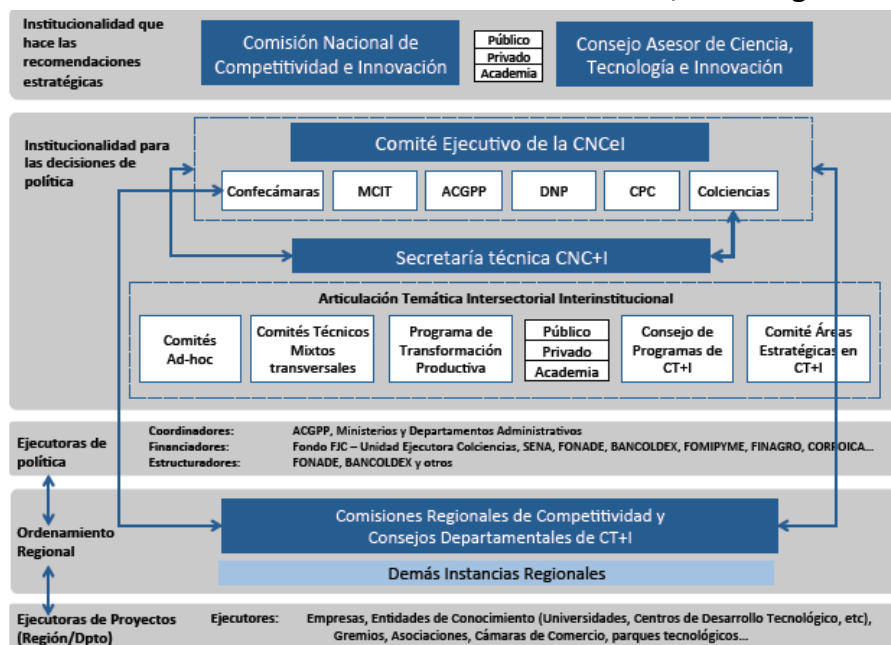 Institucionalidad que
hace las
recomendaciones
estratégicas
Comisión Nacional de
Competitividad e Innovación
Público
Privado
Academia
Consejo Asesor de Ciencia,
Tecnología e Innovación
Institucionalidad para
las decisiones de
política
Comité Ejecutivo de la CNCeI
Confecámaras
MCIT
ACGPP
DNP
CPC
Colciencias
Secretaría técnica CNC+I
Articulación Temática Intersectorial Interinstitucional
Comités
Ad-hoc
Comités Técnicos
Mixtos
transversales
Programa de
Transformación
Productiva
Público
Privado
Academia
Consejo de
Programas de
CT+I
Comité Áreas
Estratégicas en
CT+I
Ejecutoras de
política
Coordinadores: ACGPP, Ministerios y Departamentos Administrativos
Financiadores: Fondo FJC – Unidad Ejecutora Colciencias, SENA, FONADE, BANCOLDEX, FOMIPYME, FINAGRO, CORPOICA...
Estructuradores: FONADE, BANCOLDEX y otros
Ordenamiento
Regional
Comisiones Regionales de Competitividad y
Consejos Departamentales de CT+I
Demás Instancias Regionales
Ejecutoras de Proyectos
(Región/Dpto)
Ejecutores: Empresas, Entidades de Conocimiento (Universidades, Centros de Desarrollo Tecnológico, etc),
Gremios, Asociaciones, Cámaras de Comercio, parques tecnológicos...